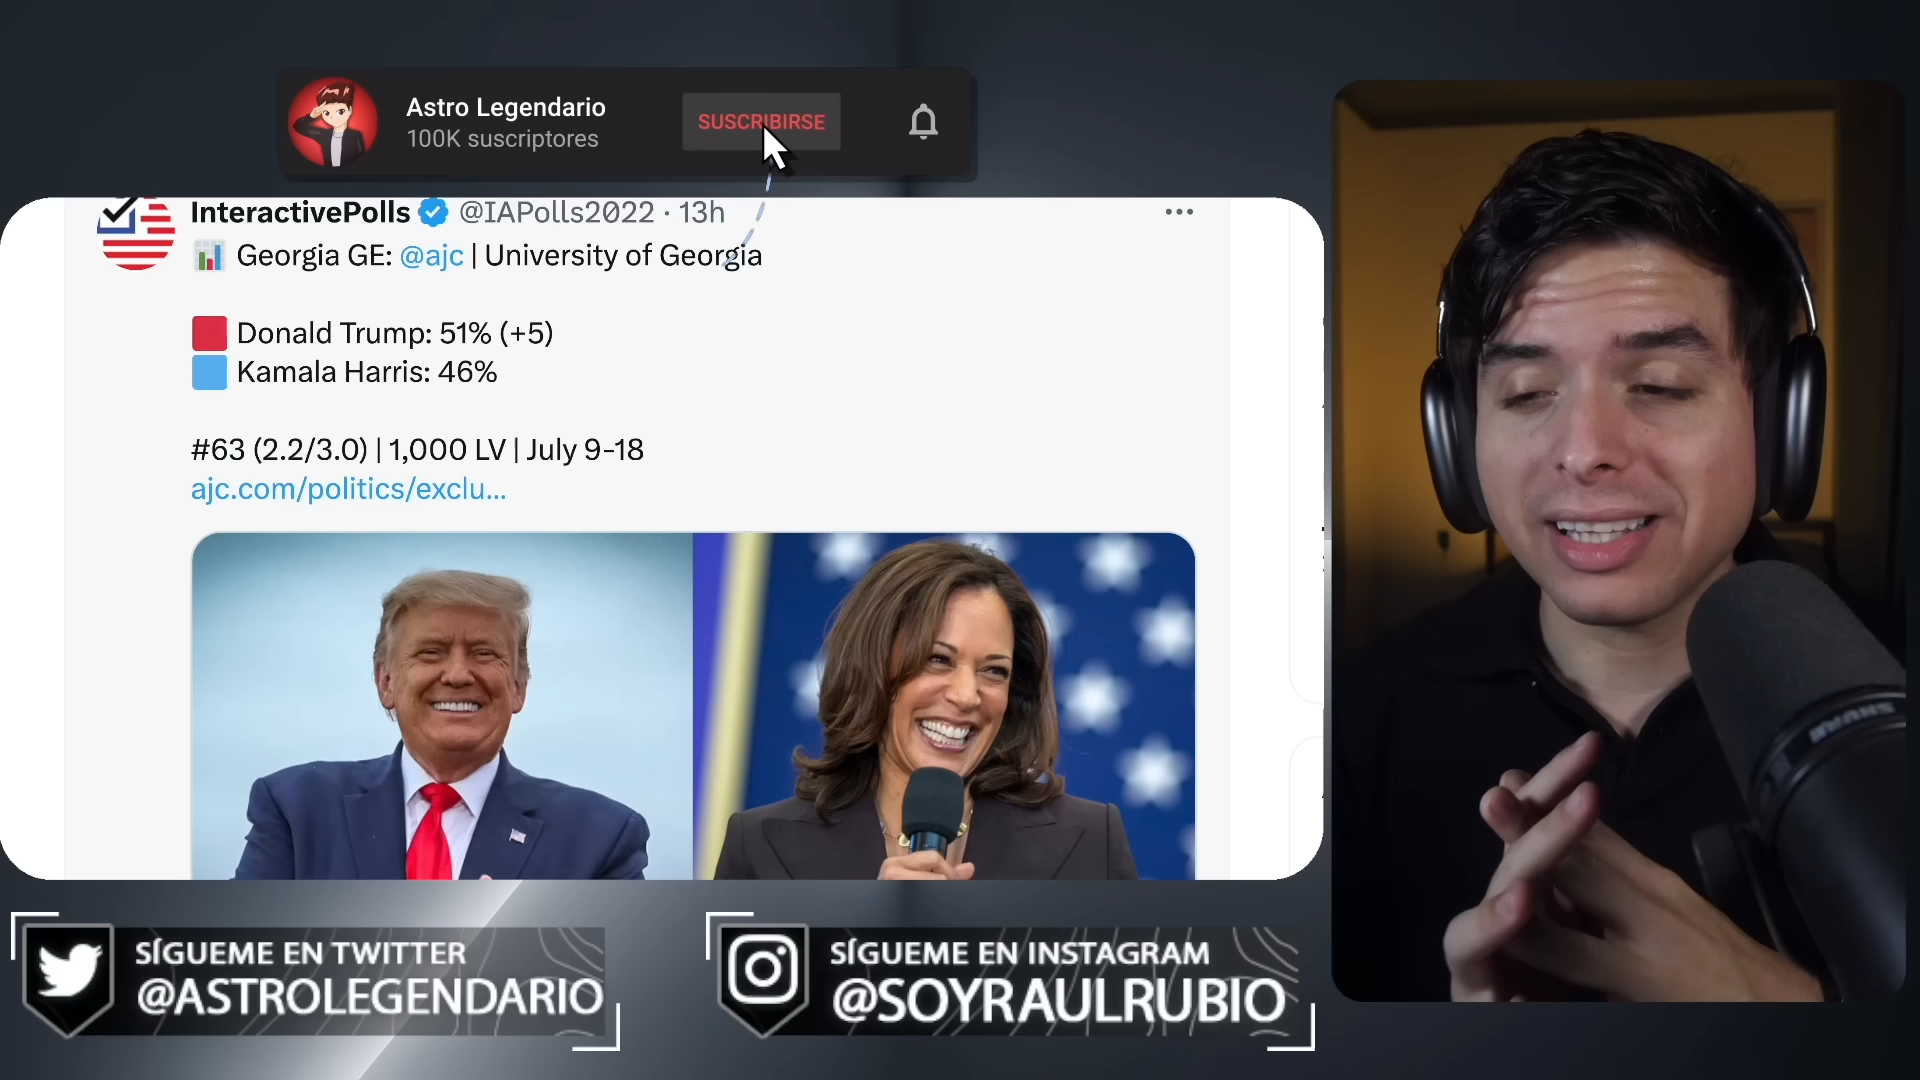 Astro Legendario
100K suscriptores
SUSCRIBIRSE
InteractivePolls @IAPolls2022 · 13h
Georgia GE: @ajc | University of Georgia
Donald Trump: 51% (+5)
Kamala Harris: 46%
#63 (2.2/3.0) | 1,000 LV | July 9-18
ajc.com/politics/exclu...
SÍGUEME EN TWITTER
@ASTROLEGENDARIO
SÍGUEME EN INSTAGRAM
@SOYRAULRUBIO